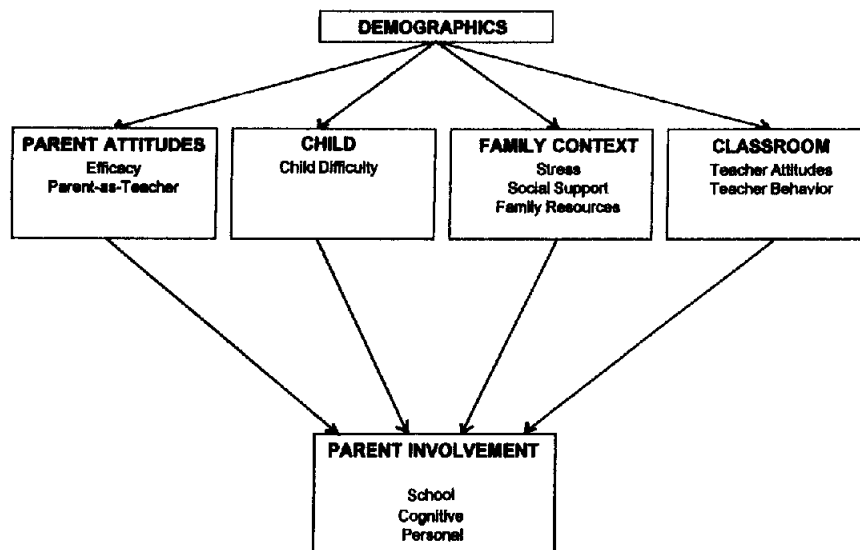 DEMOGRAPHICS
PARENT ATTITUDES
Efficacy
Parent-as-Teacher
CHILD
Child Difficulty
FAMILY CONTEXT
Stress
Social Support
Family Resources
CLASSROOM
Teacher Attitudes
Teacher Behavior
PARENT INVOLVEMENT
School
Cognitive
Personal